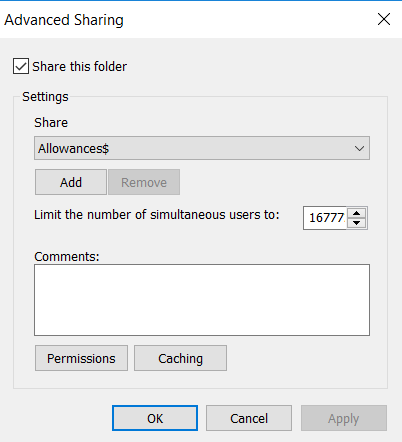 Advanced Sharing
Share this folder
Settings
Share
Allowances$
Add Remove
Limit the number of simultaneous users to: 16777
Comments:
Permissions Caching
OK Cancel Apply